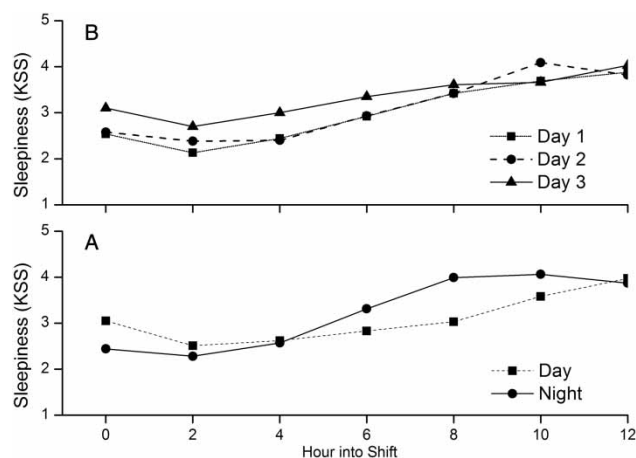 B
Sleepiness (KSS)
5
4
3
2
1
Day 1
Day 2
Day 3
A
Sleepiness (KSS)
5
4
3
2
1
Day
Night
0 2 4 6 8 10 12
Hour into Shift